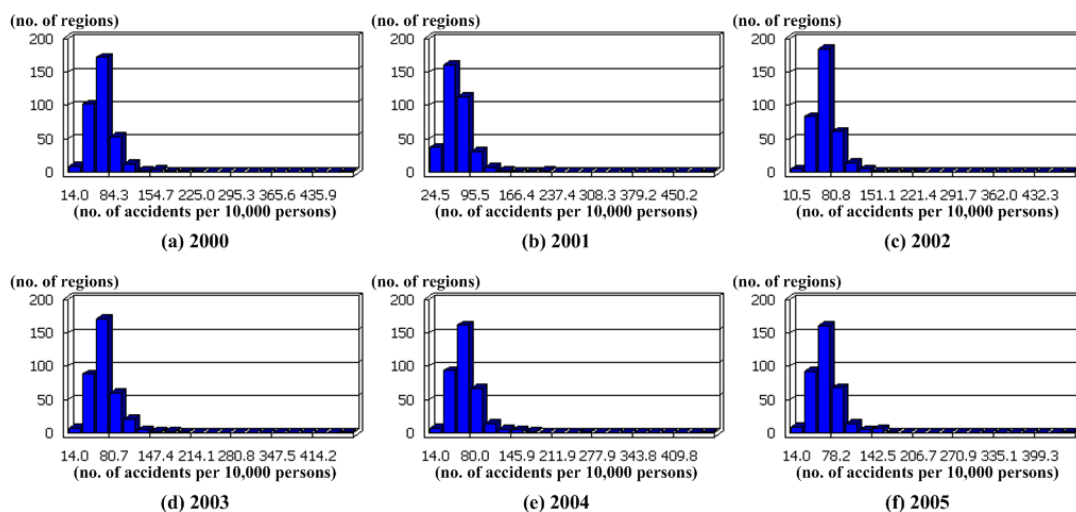 (no. of regions)
200
150
100
50
0
14.0 84.3 154.7 225.0 295.3 365.6 435.9
(no. of accidents per 10,000 persons)
(a) 2000
(no. of regions)
200
150
100
50
0
24.5 95.5 166.4 237.4 308.3 379.2 450.2
(no. of accidents per 10,000 persons)
(b) 2001
(no. of regions)
200
150
100
50
0
10.5 80.8 151.1 221.4 291.7 362.0 432.3
(no. of accidents per 10,000 persons)
(c) 2002
(no. of regions)
200
150
100
50
0
14.0 80.7 147.4 214.1 280.8 347.5 414.2
(no. of accidents per 10,000 persons)
(d) 2003
(no. of regions)
200
150
100
50
0
14.0 80.0 145.9 211.9 277.9 343.8 409.8
(no. of accidents per 10,000 persons)
(e) 2004
(no. of regions)
200
150
100
50
0
14.0 78.2 142.5 206.7 270.9 335.1 399.3
(no. of accidents per 10,000 persons)
(f) 2005